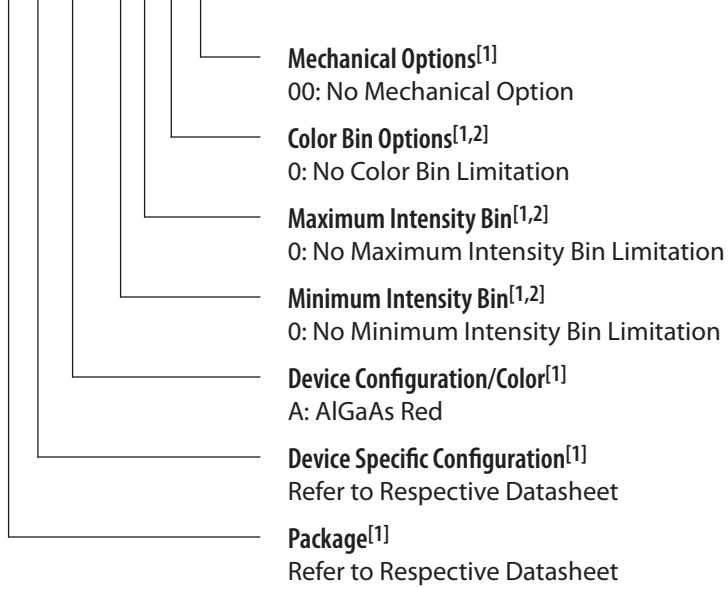 Mechanical Options[1]
00: No Mechanical Option
Color Bin Options[1,2]
0: No Color Bin Limitation
Maximum Intensity Bin[1,2]
0: No Maximum Intensity Bin Limitation
Minimum Intensity Bin[1,2]
0: No Minimum Intensity Bin Limitation
Device Configuration/Color[1]
A: AlGaAs Red
Device Specific Configuration[1]
Refer to Respective Datasheet
Package[1]
Refer to Respective Datasheet